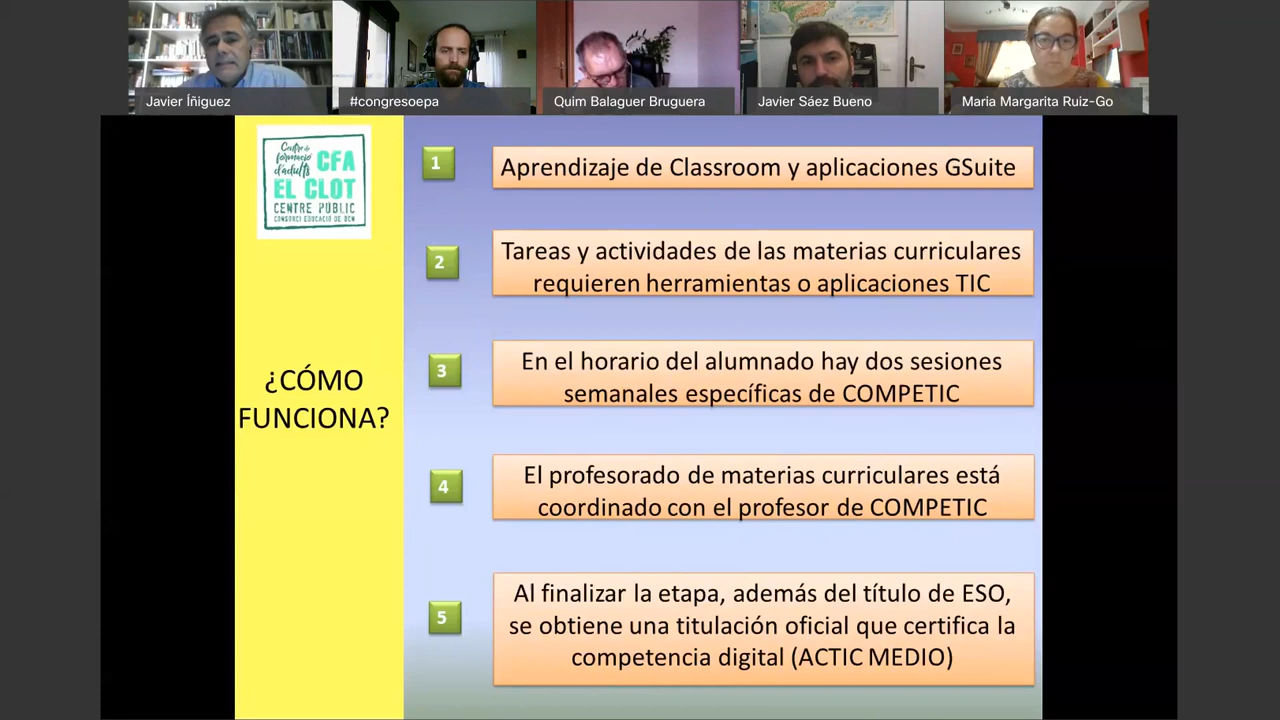 Javier Íñiguez
#congresoepa
Quim Balaguer Bruguera
Javier Sáez Bueno
Maria Margarita Ruiz-Go
Centre de
formació
d'adults
CFA
EL CLOT
CENTRE PÚBLIC
CONSORCI EDUCACIÓ DE BCN
¿CÓMO
FUNCIONA?
1
Aprendizaje de Classroom y aplicaciones GSuite
2
Tareas y actividades de las materias curriculares
requieren herramientas o aplicaciones TIC
3
En el horario del alumnado hay dos sesiones
semanales específicas de COMPETIC
4
El profesorado de materias curriculares está
coordinado con el profesor de COMPETIC
5
Al finalizar la etapa, además del título de ESO,
se obtiene una titulación oficial que certifica la
competencia digital (ACTIC MEDIO)